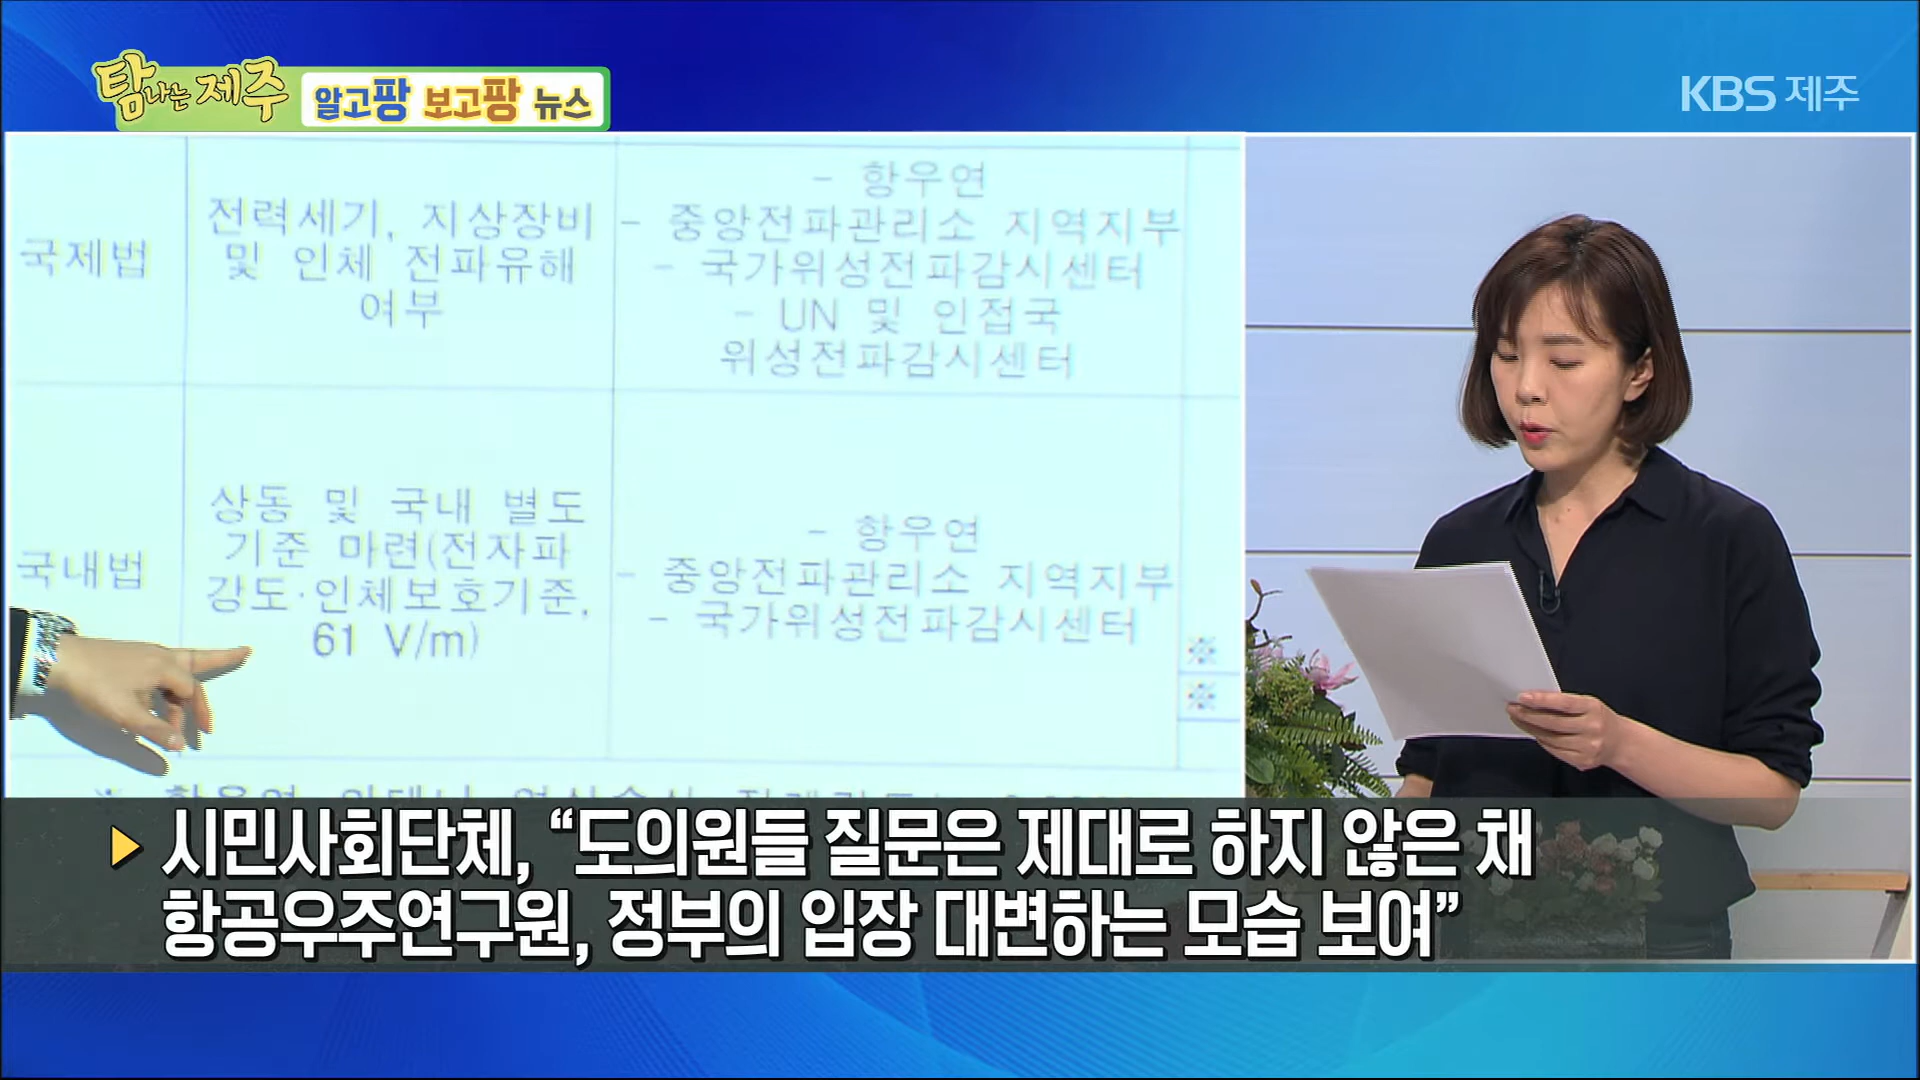 탐나는 제주
알고팡 보고팡 뉴스
KBS 제주
국제법
전력세기, 지상장비
및 인체 전파유해
여부
- 항우연
- 중앙전파관리소 지역지부
- 국가위성전파감시센터
- UN 및 인접국
위성전파감시센터
국내법
상동 및 국내 별도
기준 마련(전자파
강도·인체보호기준,
61 V/m)
- 항우연
- 중앙전파관리소 지역지부
- 국가위성전파감시센터
※
※
시민사회단체, “도의원들 질문은 제대로 하지 않은 채
항공우주연구원, 정부의 입장 대변하는 모습 보여”